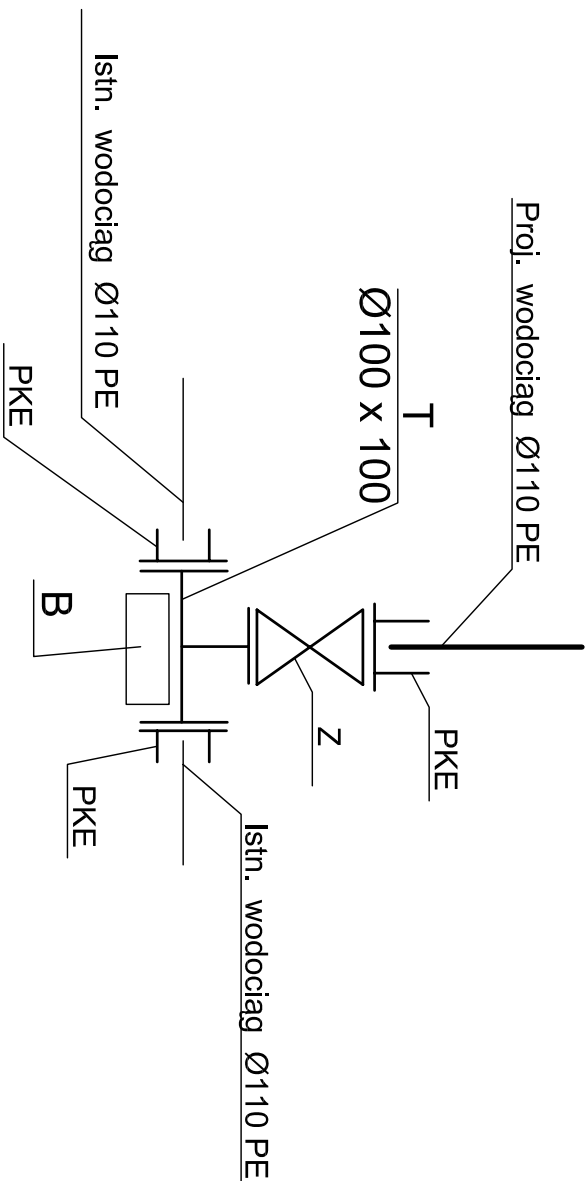 Proj. wodociąg Ø110 PE
T
Ø100 x 100
PKE
Z
Istn. wodociąg Ø110 PE
PKE
B
PKE
Istn. wodociąg Ø110 PE